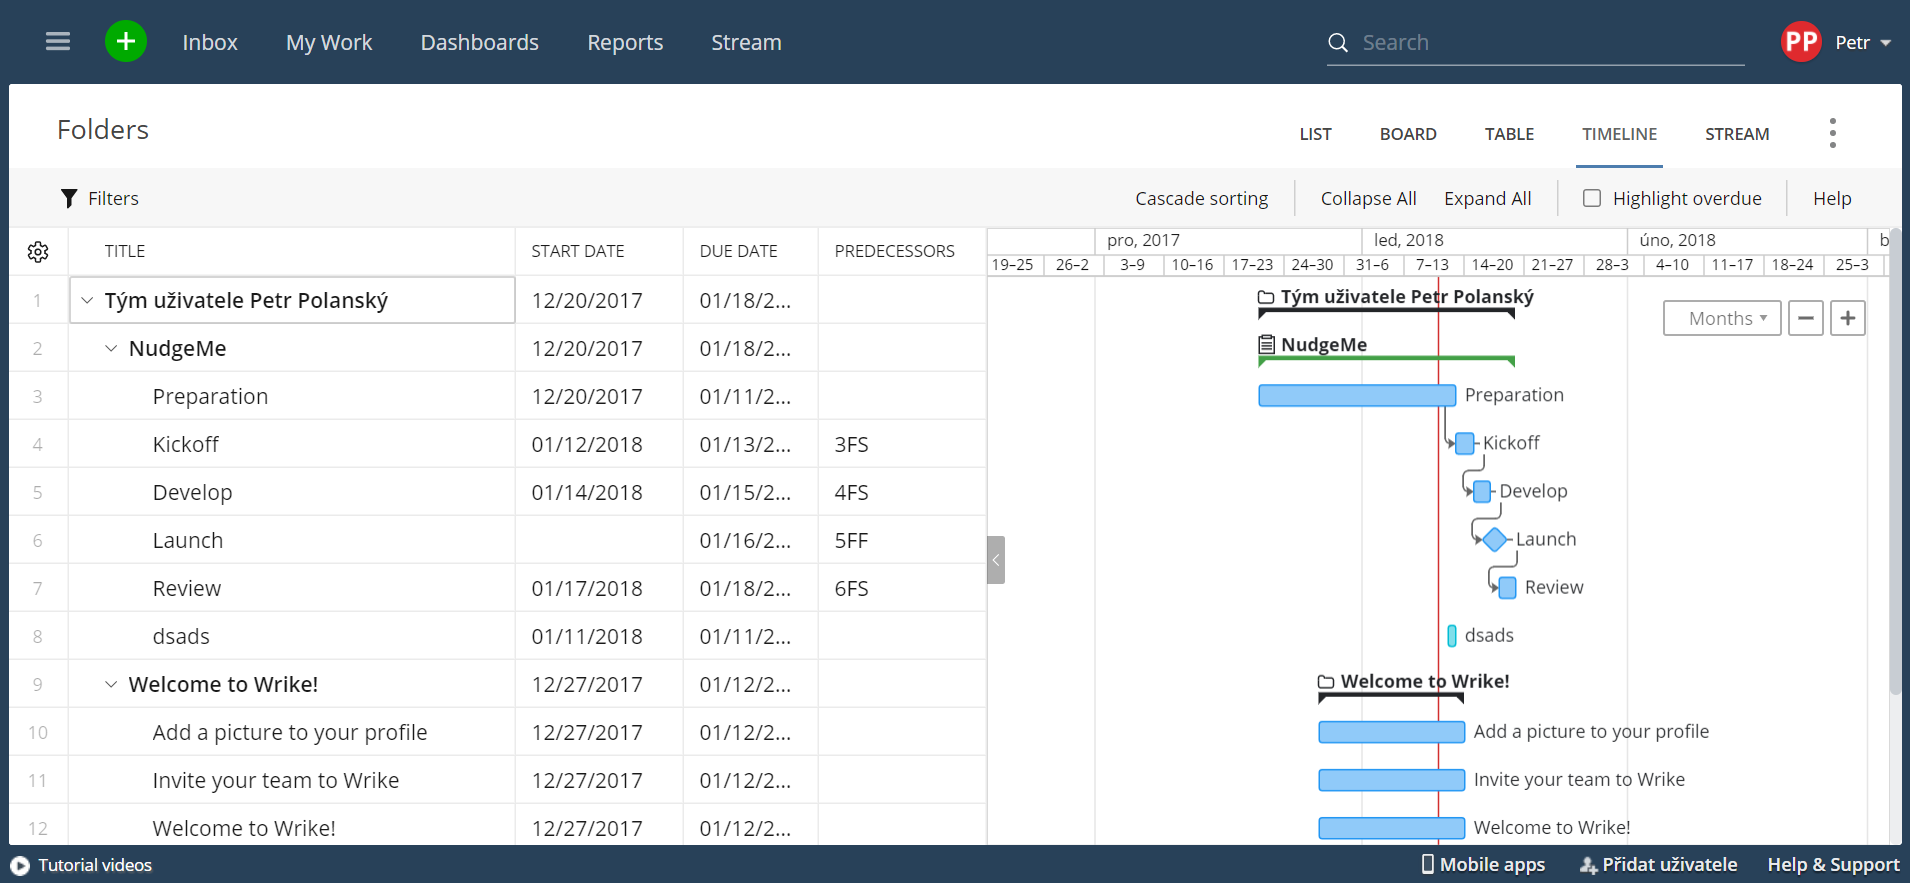 Inbox My Work Dashboards Reports Stream Search PP Petr
Folders LIST BOARD TABLE TIMELINE STREAM
Filters Cascade sorting Collapse All Expand All Highlight overdue Help
TITLE START DATE DUE DATE PREDECESSORS
pro, 2017 led, 2018 úno, 2018 b
19–25 26–2 3–9 10–16 17–23 24–30 31–6 7–13 14–20 21–27 28–3 4–10 11–17 18–24 25–3
1 Tým uživatele Petr Polanský 12/20/2017 01/18/2... Tým uživatele Petr Polanský
Months
2 NudgeMe 12/20/2017 01/18/2... NudgeMe
3 Preparation 12/20/2017 01/11/2... Preparation
4 Kickoff 01/12/2018 01/13/2... 3FS Kickoff
5 Develop 01/14/2018 01/15/2... 4FS Develop
6 Launch 01/16/2... 5FF Launch
7 Review 01/17/2018 01/18/2... 6FS Review
8 dsads 01/11/2018 01/11/2... dsads
9 Welcome to Wrike! 12/27/2017 01/12/2... Welcome to Wrike!
10 Add a picture to your profile 12/27/2017 01/12/2... Add a picture to your profile
11 Invite your team to Wrike 12/27/2017 01/12/2... Invite your team to Wrike
12 Welcome to Wrike! 12/27/2017 01/12/2... Welcome to Wrike!
Tutorial videos Mobile apps Přidat uživatele Help & Support